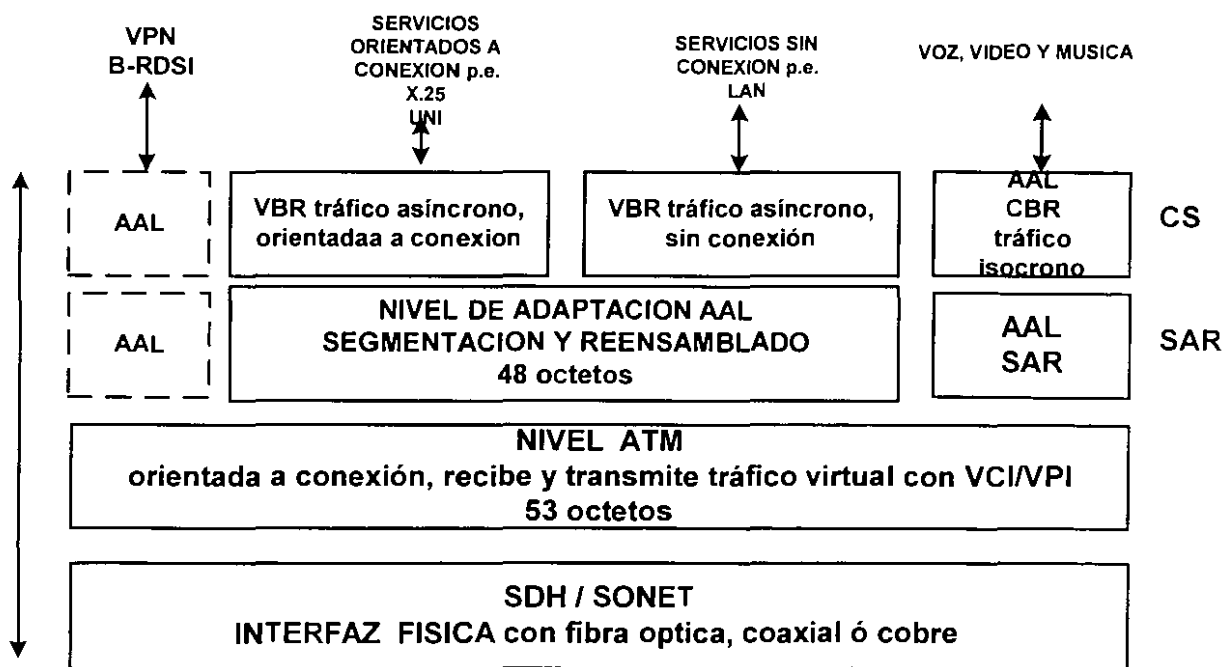 VPN
B-RDSI
SERVICIOS
ORIENTADOS A
CONEXION p.e.
X.25
UNI
SERVICIOS SIN
CONEXION p.e.
LAN
VOZ, VIDEO Y MUSICA
AAL
VBR tráfico asíncrono,
orientadaa a conexion
VBR tráfico asíncrono,
sin conexión
AAL
CBR
tráfico
isocrono
CS
AAL
NIVEL DE ADAPTACION AAL
SEGMENTACION Y REENSAMBLADO
48 octetos
AAL
SAR
SAR
NIVEL ATM
orientada a conexión, recibe y transmite tráfico virtual con VCI/VPI
53 octetos
SDH / SONET
INTERFAZ FISICA con fibra optica, coaxial ó cobre